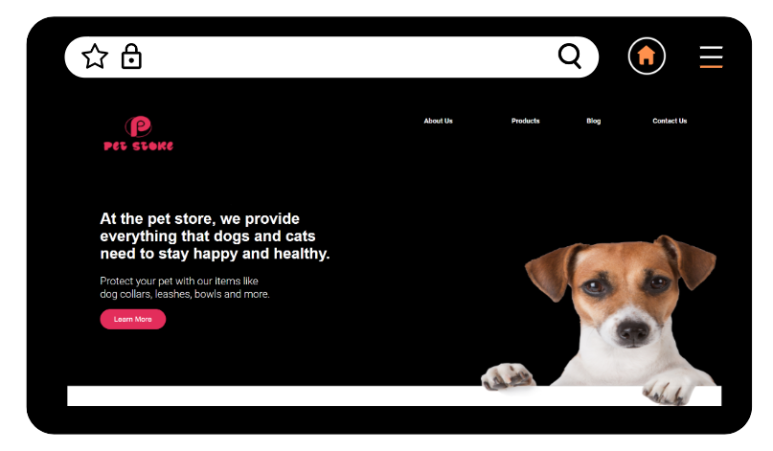 P
PET STORE
About Us Products Blog Contact Us
At the pet store, we provide
everything that dogs and cats
need to stay happy and healthy.
Protect your pet with our items like
dog collars, leashes, bowls and more.
Learn More